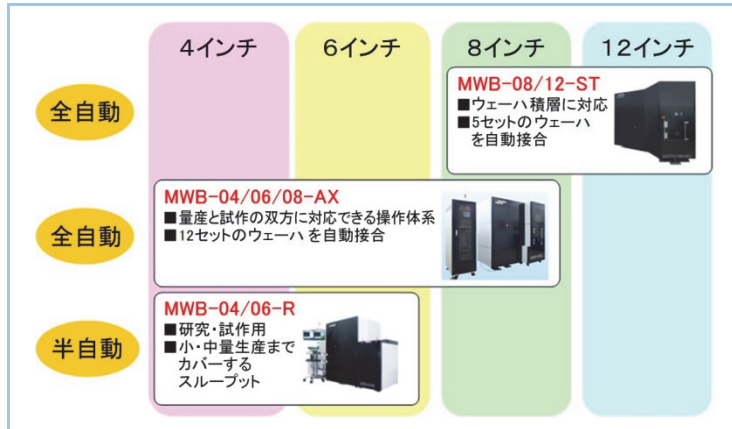 4インチ
6インチ
8インチ
12インチ
全自動
MWB-08/12-ST
■ウェーハ積層に対応
■5セットのウェーハ
を自動接合
全自動
MWB-04/06/08-AX
■量産と試作の双方に対応できる操作体系
■12セットのウェーハを自動接合
半自動
MWB-04/06-R
■研究・試作用
■小・中量生産まで
カバーする
スループット